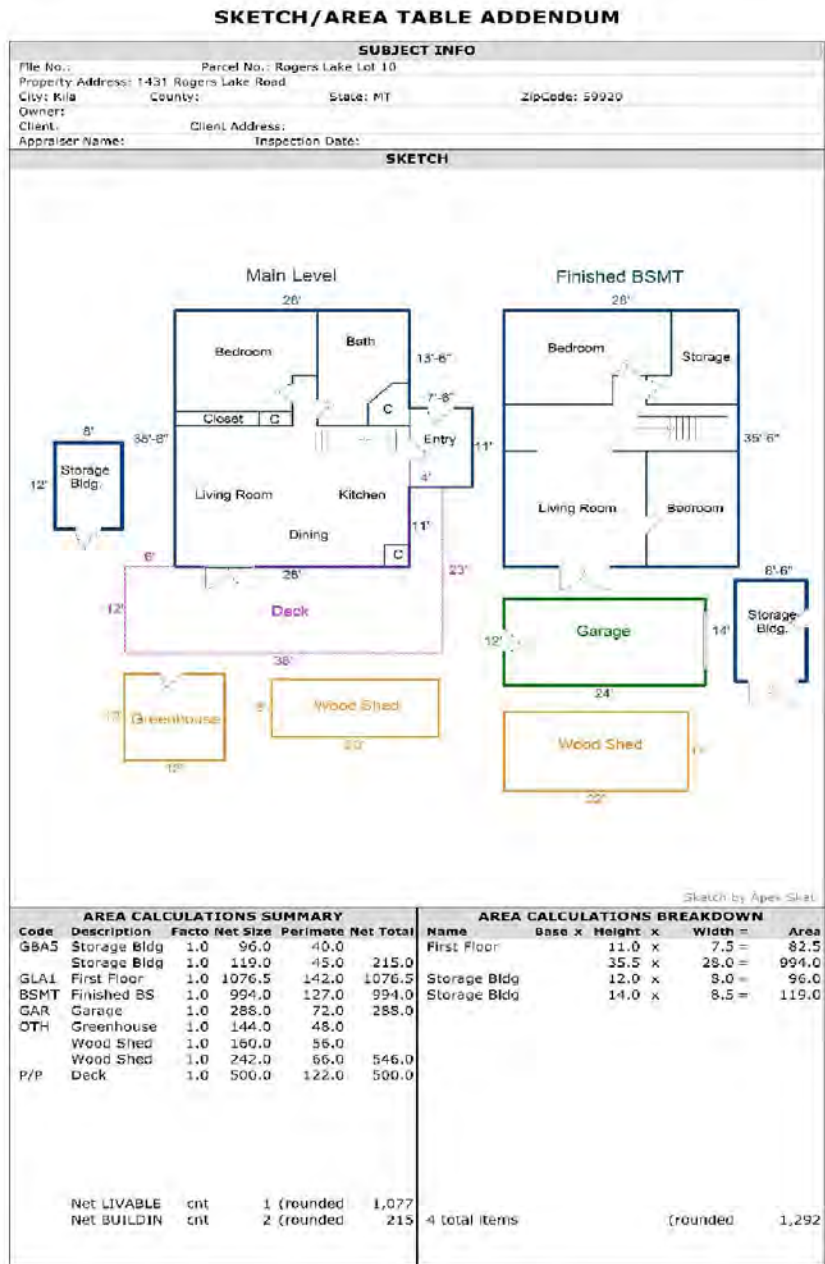 SKETCH/AREA TABLE ADDENDUM
SUBJECT INFO
File No.: Parcel No.: Rogers Lake Lot 10
Property Address: 1431 Rogers Lake Road
City: Kila County: State: MT ZipCode: 59920
Owner:
Client: Client Address:
Appraiser Name: Inspection Date:
SKETCH
Main Level Finished BSMT
28' 28'
Bedroom Bath Bedroom Storage
13'-6"
7'-6"
Closet C C
8' 35'-6" Entry 11' 35'-6"
Storage
Bldg.
12' 4'
Living Room Kitchen Living Room Bedroom
11'
Dining
C
6' 28' 23' 8'-6"
12' Deck 12' Garage 14' Storage
Bldg.
38' 24'
Greenhouse 8' Wood Shed Wood Shed
12' 20' 22'
Sketch by Apex Sket
AREA CALCULATIONS SUMMARY
Code Description Facto Net Size Perimete Net Total
GBA5 Storage Bldg 1.0 96.0 40.0
Storage Bldg 1.0 119.0 45.0 215.0
GLA1 First Floor 1.0 1076.5 142.0 1076.5
BSMT Finished BS 1.0 994.0 127.0 994.0
GAR Garage 1.0 288.0 72.0 288.0
OTH Greenhouse 1.0 144.0 48.0
Wood Shed 1.0 160.0 56.0
Wood Shed 1.0 242.0 66.0 546.0
P/P Deck 1.0 500.0 122.0 500.0
Net LIVABLE cnt 1 (rounded 1,077
Net BUILDIN cnt 2 (rounded 215
AREA CALCULATIONS BREAKDOWN
Name Base x Height x Width = Area
First Floor 11.0 x 7.5 = 82.5
35.5 x 28.0 = 994.0
Storage Bldg 12.0 x 8.0 = 96.0
Storage Bldg 14.0 x 8.5 = 119.0
4 total items (rounded 1,292